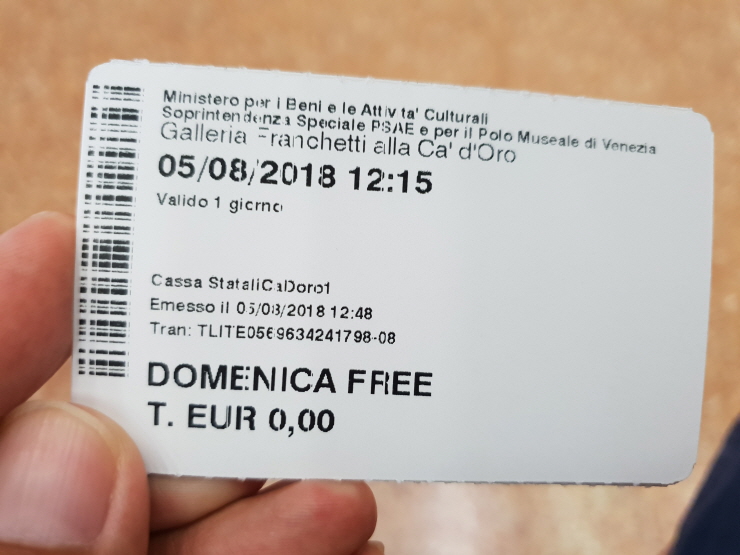 Ministero per i Beni e le Attivita' Culturali
Soprintendenza Speciale PSAE e per il Polo Museale di Venezia
Galleria Franchetti alla Ca' d'Oro
05/08/2018 12:15
Valido 1 giorno
Cassa StataliCaDoro1
Emesso il 05/08/2018 12:48
Tran: TLITE0569634241798-08
DOMENICA FREE
T. EUR 0,00